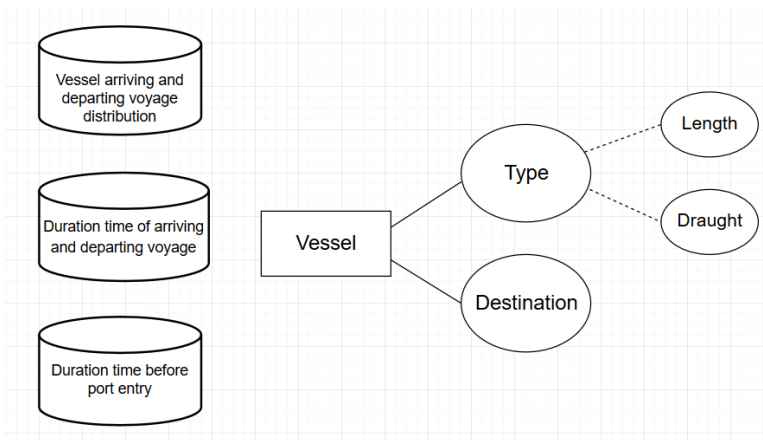 Vessel arriving and
departing voyage
distribution
Duration time of arriving
and departing voyage
Duration time before
port entry
Vessel
Type
Destination
Length
Draught